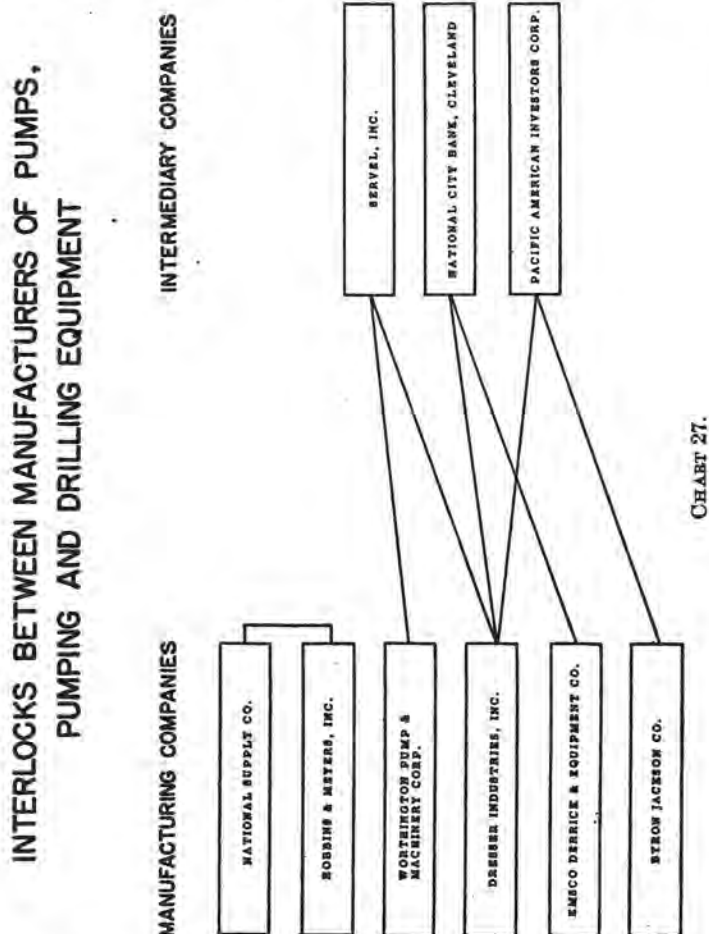 INTERLOCKS BETWEEN MANUFACTURERS OF PUMPS,
PUMPING AND DRILLING EQUIPMENT
MANUFACTURING COMPANIES
NATIONAL SUPPLY CO.
ROBBINS & MEYERS, INC.
WORTHINGTON PUMP &
MACHINERY CORP.
DRESSER INDUSTRIES, INC.
EMSCO DERRICK & EQUIPMENT CO.
BYRON JACKSON CO.
INTERMEDIARY COMPANIES
SERVEL, INC.
NATIONAL CITY BANK, CLEVELAND
PACIFIC AMERICAN INVESTORS CORP.
CHART 27.